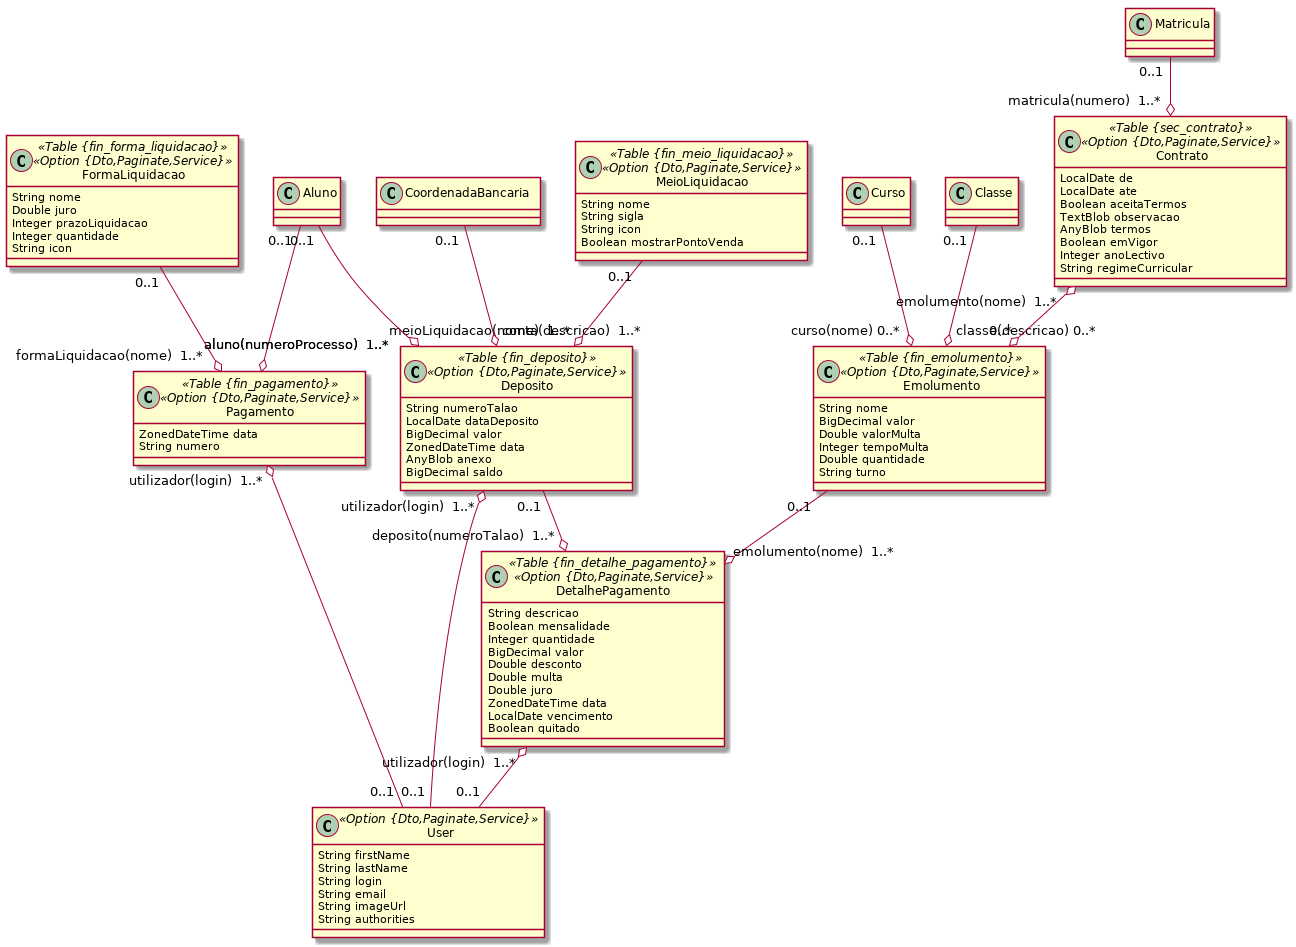 C Matricula
0..1
matricula(numero) 1..*
«Table {fin_forma_liquidacao}»
«Option {Dto,Paginate,Service}»
C
FormaLiquidacao
String nome
Double juro
Integer prazoLiquidacao
Integer quantidade
String icon
0..1
C Aluno
0..1
0..1
C CoordenadaBancaria
0..1
«Table {fin_meio_liquidacao}»
«Option {Dto,Paginate,Service}»
C
MeioLiquidacao
String nome
String sigla
String icon
Boolean mostrarPontoVenda
0..1
C Curso
0..1
C Classe
0..1
«Table {sec_contrato}»
«Option {Dto,Paginate,Service}»
C
Contrato
LocalDate de
LocalDate ate
Boolean aceitaTermos
TextBlob observacao
AnyBlob termos
Boolean emVigor
Integer anoLectivo
String regimeCurricular
emolumento(nome) 1..*
formaLiquidacao(nome) 1..*
aluno(numeroProcesso) 1..*
meioLiquidacao(nome) 1..*
conta(descricao) 1..*
curso(nome) 0..*
classe(descricao) 0..*
0..*
«Table {fin_pagamento}»
«Option {Dto,Paginate,Service}»
C
Pagamento
ZonedDateTime data
String numero
utilizador(login) 1..*
«Table {fin_deposito}»
«Option {Dto,Paginate,Service}»
C
Deposito
String numeroTalao
LocalDate dataDeposito
BigDecimal valor
ZonedDateTime data
AnyBlob anexo
BigDecimal saldo
utilizador(login) 1..*
0..1
deposito(numeroTalao) 1..*
«Table {fin_emolumento}»
«Option {Dto,Paginate,Service}»
C
Emolumento
String nome
BigDecimal valor
Double valorMulta
Integer tempoMulta
Double quantidade
String turno
0..1
emolumento(nome) 1..*
«Table {fin_detalhe_pagamento}»
«Option {Dto,Paginate,Service}»
C
DetalhePagamento
String descricao
Boolean mensalidade
Integer quantidade
BigDecimal valor
Double desconto
Double multa
Double juro
ZonedDateTime data
LocalDate vencimento
Boolean quitado
utilizador(login) 1..*
0..1
0..1
0..1
«Option {Dto,Paginate,Service}»
C
User
String firstName
String lastName
String login
String email
String imageUrl
String authorities